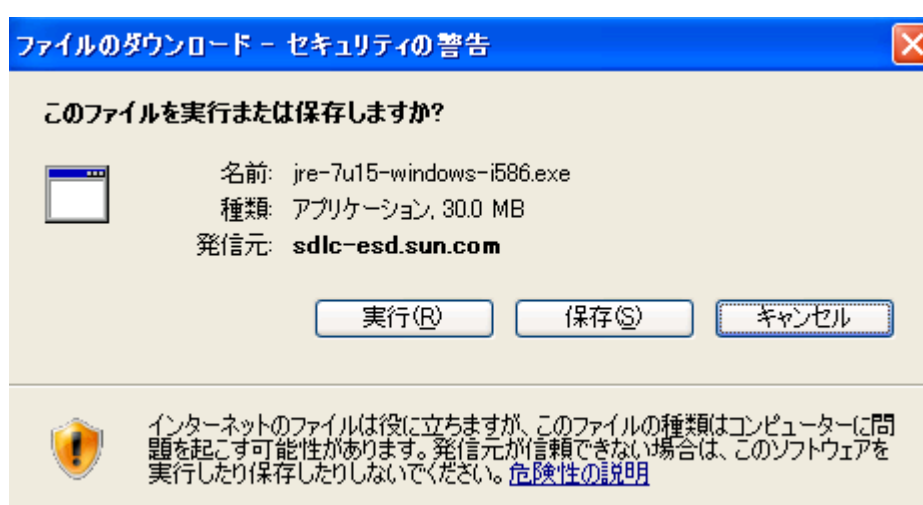 ファイルのダウンロード - セキュリティの警告
このファイルを実行または保存しますか?
名前: jre-7u15-windows-i586.exe
種類: アプリケーション, 30.0 MB
発信元: sdlc-esd.sun.com
実行(R) 保存(S) キャンセル
インターネットのファイルは役に立ちますが、このファイルの種類はコンピューターに問
題を起こす可能性があります。発信元が信頼できない場合は、このソフトウェアを
実行したり保存したりしないでください。危険性の説明